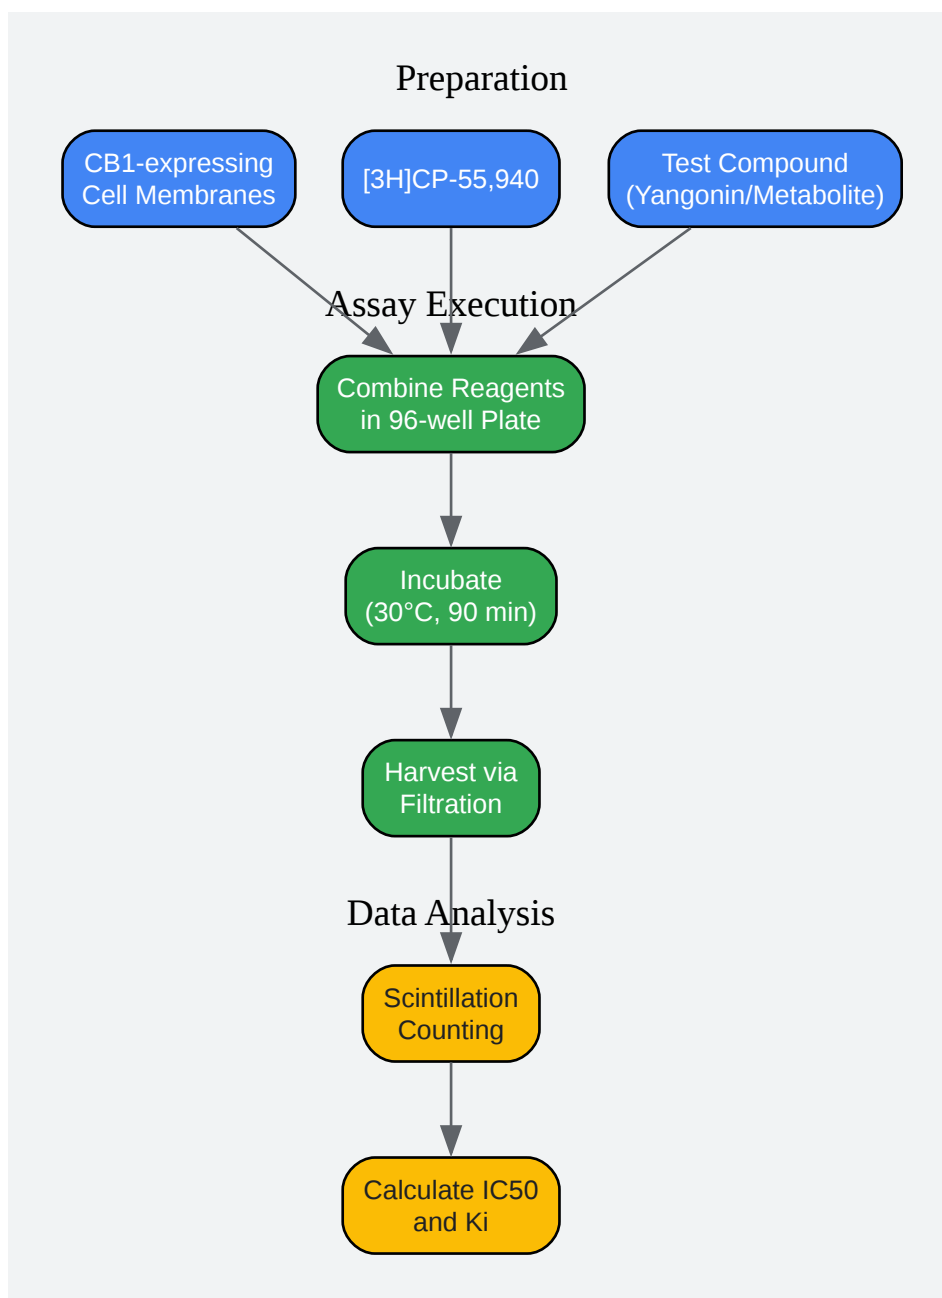 Preparation
CB1-expressing
Cell Membranes
[3H]CP-55,940
Test Compound
(Yangonin/Metabolite)
Assay Execution
Combine Reagents
in 96-well Plate
Incubate
(30°C, 90 min)
Harvest via
Filtration
Data Analysis
Scintillation
Counting
Calculate IC50
and Ki